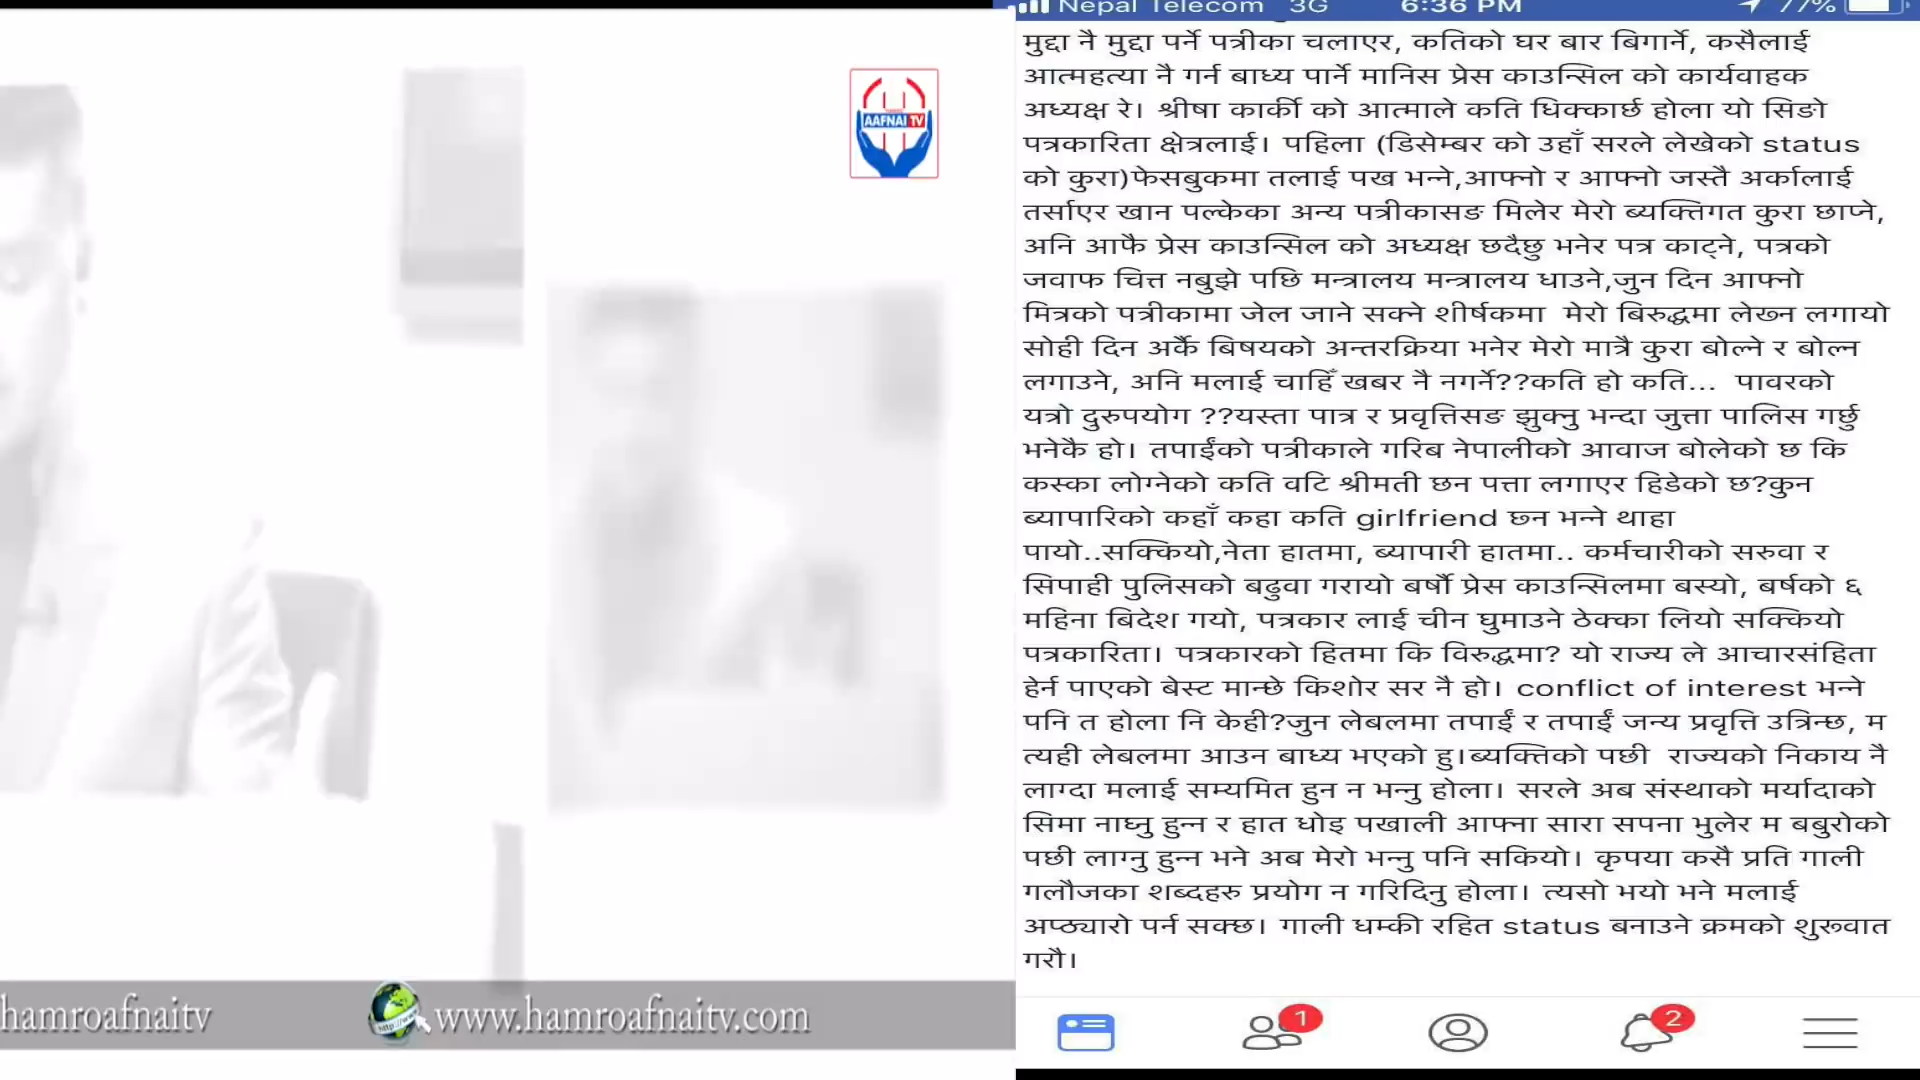 AAFNAI TV
hamroafnaitv
www.hamroafnaitv.com
Nepal Telecom 3G 6:36 PM 77%
मुद्दा नै मुद्दा पर्ने पत्रीका चलाएर, कतिको घर बार बिगार्ने, कसैलाई
आत्महत्या नै गर्न बाध्य पार्ने मानिस प्रेस काउन्सिल को कार्यवाहक
अध्यक्ष रे। श्रीषा कार्की को आत्माले कति धिक्कार्छ होला यो सिङो
पत्रकारिता क्षेत्रलाई। पहिला (डिसेम्बर को उहाँ सरले लेखेको status
को कुरा)फेसबुकमा तलाई पख भन्ने,आफ्नो र आफ्नो जस्तै अर्कालाई
तर्साएर खान पल्केका अन्य पत्रीकासङ मिलेर मेरो ब्यक्तिगत कुरा छाप्ने,
अनि आफै प्रेस काउन्सिल को अध्यक्ष छदैछु भनेर पत्र काट्ने, पत्रको
जवाफ चित्त नबुझे पछि मन्त्रालय मन्त्रालय धाउने,जुन दिन आफ्नो
मित्रको पत्रीकामा जेल जाने सक्ने शीर्षकमा मेरो बिरुद्धमा लेख्न लगायो
सोही दिन अर्कै बिषयको अन्तरक्रिया भनेर मेरो मात्रै कुरा बोल्ने र बोल्न
लगाउने, अनि मलाई चाहिँ खबर नै नगर्ने??कति हो कति... पावरको
यत्रो दुरुपयोग ??यस्ता पात्र र प्रवृत्तिसङ झुक्नु भन्दा जुत्ता पालिस गर्छु
भनेकै हो। तपाईंको पत्रीकाले गरिब नेपालीको आवाज बोलेको छ कि
कस्का लोग्नेको कति वटि श्रीमती छन पत्ता लगाएर हिडेको छ?कुन
ब्यापारिको कहाँ कहा कति girlfriend छन भन्ने थाहा
पायो..सक्कियो,नेता हातमा, ब्यापारी हातमा.. कर्मचारीको सरुवा र
सिपाही पुलिसको बढुवा गरायो बर्षौ प्रेस काउन्सिलमा बस्यो, बर्षको ६
महिना बिदेश गयो, पत्रकार लाई चीन घुमाउने ठेक्का लियो सक्कियो
पत्रकारिता। पत्रकारको हितमा कि विरुद्धमा? यो राज्य ले आचारसंहिता
हेर्न पाएको बेस्ट मान्छे किशोर सर नै हो। conflict of interest भन्ने
पनि त होला नि केही?जुन लेबलमा तपाईं र तपाईं जन्य प्रवृत्ति उत्रिन्छ, म
त्यही लेबलमा आउन बाध्य भएको हु।ब्यक्तिको पछी राज्यको निकाय नै
लाग्दा मलाई सम्यमित हुन न भन्नु होला। सरले अब संस्थाको मर्यादाको
सिमा नाघ्नु हुन्न र हात धोइ पखाली आफ्ना सारा सपना भुलेर म बबुरोको
पछी लाग्नु हुन्न भने अब मेरो भन्नु पनि सकियो। कृपया कसै प्रति गाली
गलौजका शब्दहरु प्रयोग न गरिदिनु होला। त्यसो भयो भने मलाई
अप्ठ्यारो पर्न सक्छ। गाली धम्की रहित status बनाउने क्रमको शुरूवात
गरौ।
1
2